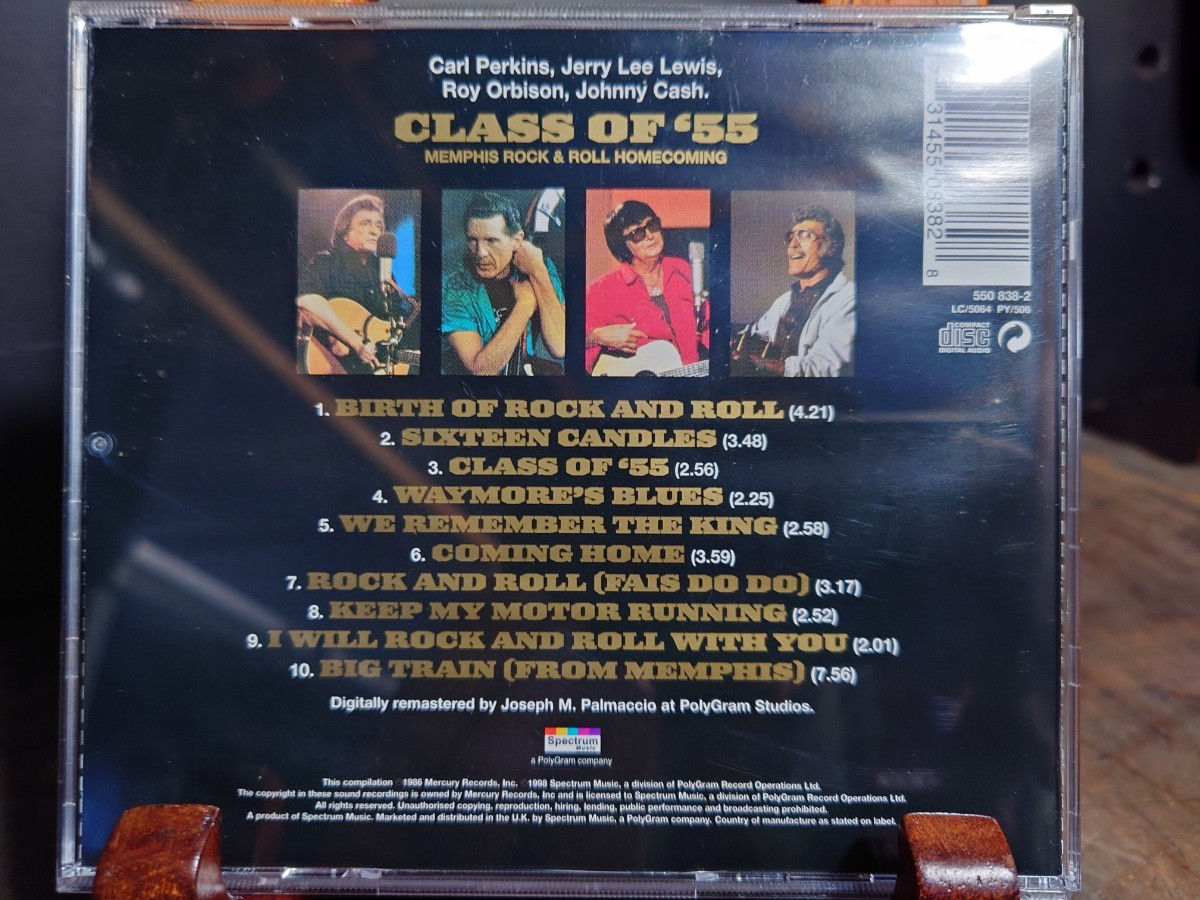 Carl Perkins, Jerry Lee Lewis,
Roy Orbison, Johnny Cash.
CLASS OF '55
MEMPHIS ROCK & ROLL HOMECOMING
8
550 838-2
LC/5064 PY/506
COMPACT
disc
DIGITAL AUDIO
1. BIRTH OF ROCK AND ROLL (4.21)
2. SIXTEEN CANDLES (3.48)
3. CLASS OF '55 (2.56)
4. WAYMORE'S BLUES (2.25)
5. WE REMEMBER THE KING (2.58)
6. COMING HOME (3.59)
7. ROCK AND ROLL (FAIS DO DO) (3.17)
8. KEEP MY MOTOR RUNNING (2.52)
9. I WILL ROCK AND ROLL WITH YOU (2.01)
10. BIG TRAIN (FROM MEMPHIS) (7.56)
Digitally remastered by Joseph M. Palmaccio at PolyGram Studios.
Spectrum
Music
a PolyGram company
This compilation 1986 Mercury Records, Inc. 1998 Spectrum Music, a division of PolyGram Record Operations Ltd.
The copyright in these sound recordings is owned by Mercury Records, Inc and is licensed to Spectrum Music, a division of PolyGram Record Operations Ltd.
All rights reserved. Unauthorised copying, reproduction, hiring, lending, public performance and broadcasting prohibited.
A product of Spectrum Music. Marketed and distributed in the U.K. by Spectrum Music, a PolyGram company. Country of manufacture as stated on label.